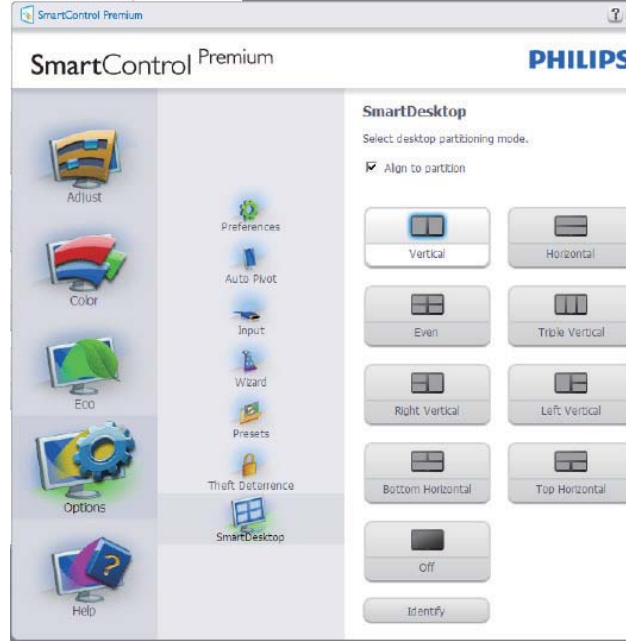 SmartControl Premium
?
SmartControl Premium
PHILIPS
Adjust
Color
Eco
Options
Help
Preferences
Auto Pivot
Input
Wizard
Presets
Theft Deterrence
SmartDesktop
SmartDesktop
Select desktop partitioning mode.
Align to partition
Vertical
Horizontal
Even
Triple Vertical
Right Vertical
Left Vertical
Bottom Horizontal
Top Horizontal
Off
Identify